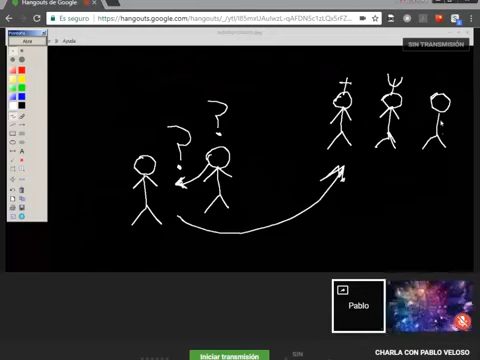 Hangouts de Google
Es seguro
https://hangouts.google.com/hangouts/_/ytl/I85mxUAulwzL-qAFDN5c1zLQx5rFZ...
Ayuda
SIN TRANSMISIÓN
?
?
Pablo
CHARLA CON PABLO VELOSO
Iniciar transmisión
SIN